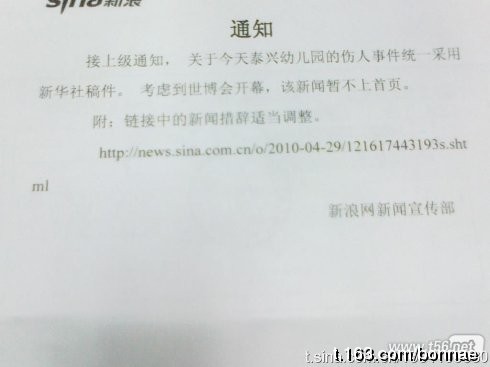 sina新浪
通知
接上级通知， 关于今天泰兴幼儿园的伤人事件统一采用
新华社稿件。 考虑到世博会开幕，该新闻暂不上首页。
附：链接中的新闻措辞适当调整。
http://news.sina.com.cn/o/2010-04-29/121617443193s.sht
ml
新浪网新闻宣传部
www.t56.net
t.163.com/bonnae